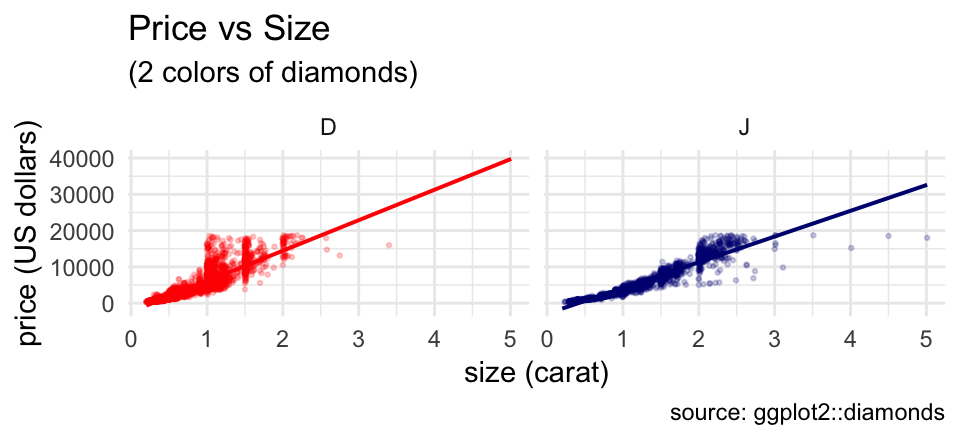 Price vs Size
(2 colors of diamonds)
D
J
price (US dollars)
40000
30000
20000
10000
0
0 1 2 3 4 5
0 1 2 3 4 5
size (carat)
source: ggplot2::diamonds